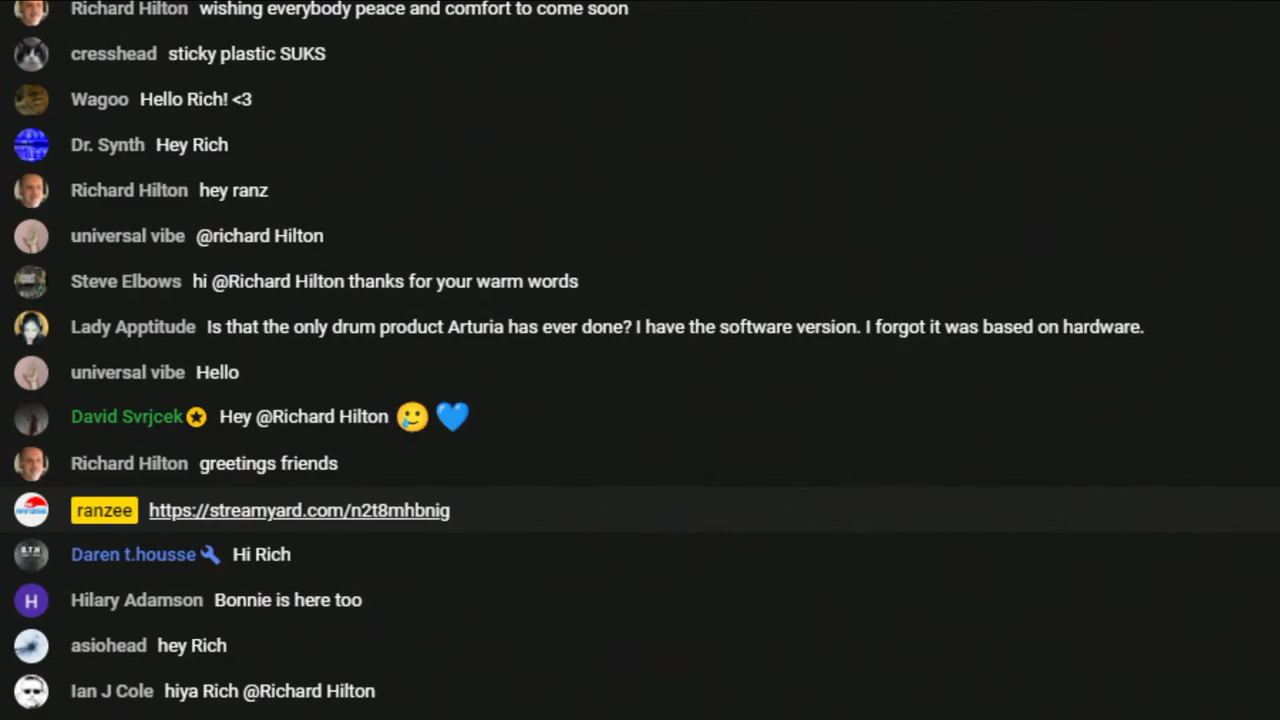 Richard Hilton wishing everybody peace and comfort to come soon
cresshead sticky plastic SUKS
Wagoo Hello Rich! <3
Dr. Synth Hey Rich
Richard Hilton hey ranz
universal vibe @richard Hilton
Steve Elbows hi @Richard Hilton thanks for your warm words
Lady Apptitude Is that the only drum product Arturia has ever done? I have the software version. I forgot it was based on hardware.
universal vibe Hello
David Svrjcek Hey @Richard Hilton 🥲 💙
Richard Hilton greetings friends
ranzee https://streamyard.com/n2t8mhbnig
Daren t.housse Hi Rich
H Hilary Adamson Bonnie is here too
asiohead hey Rich
Ian J Cole hiya Rich @Richard Hilton